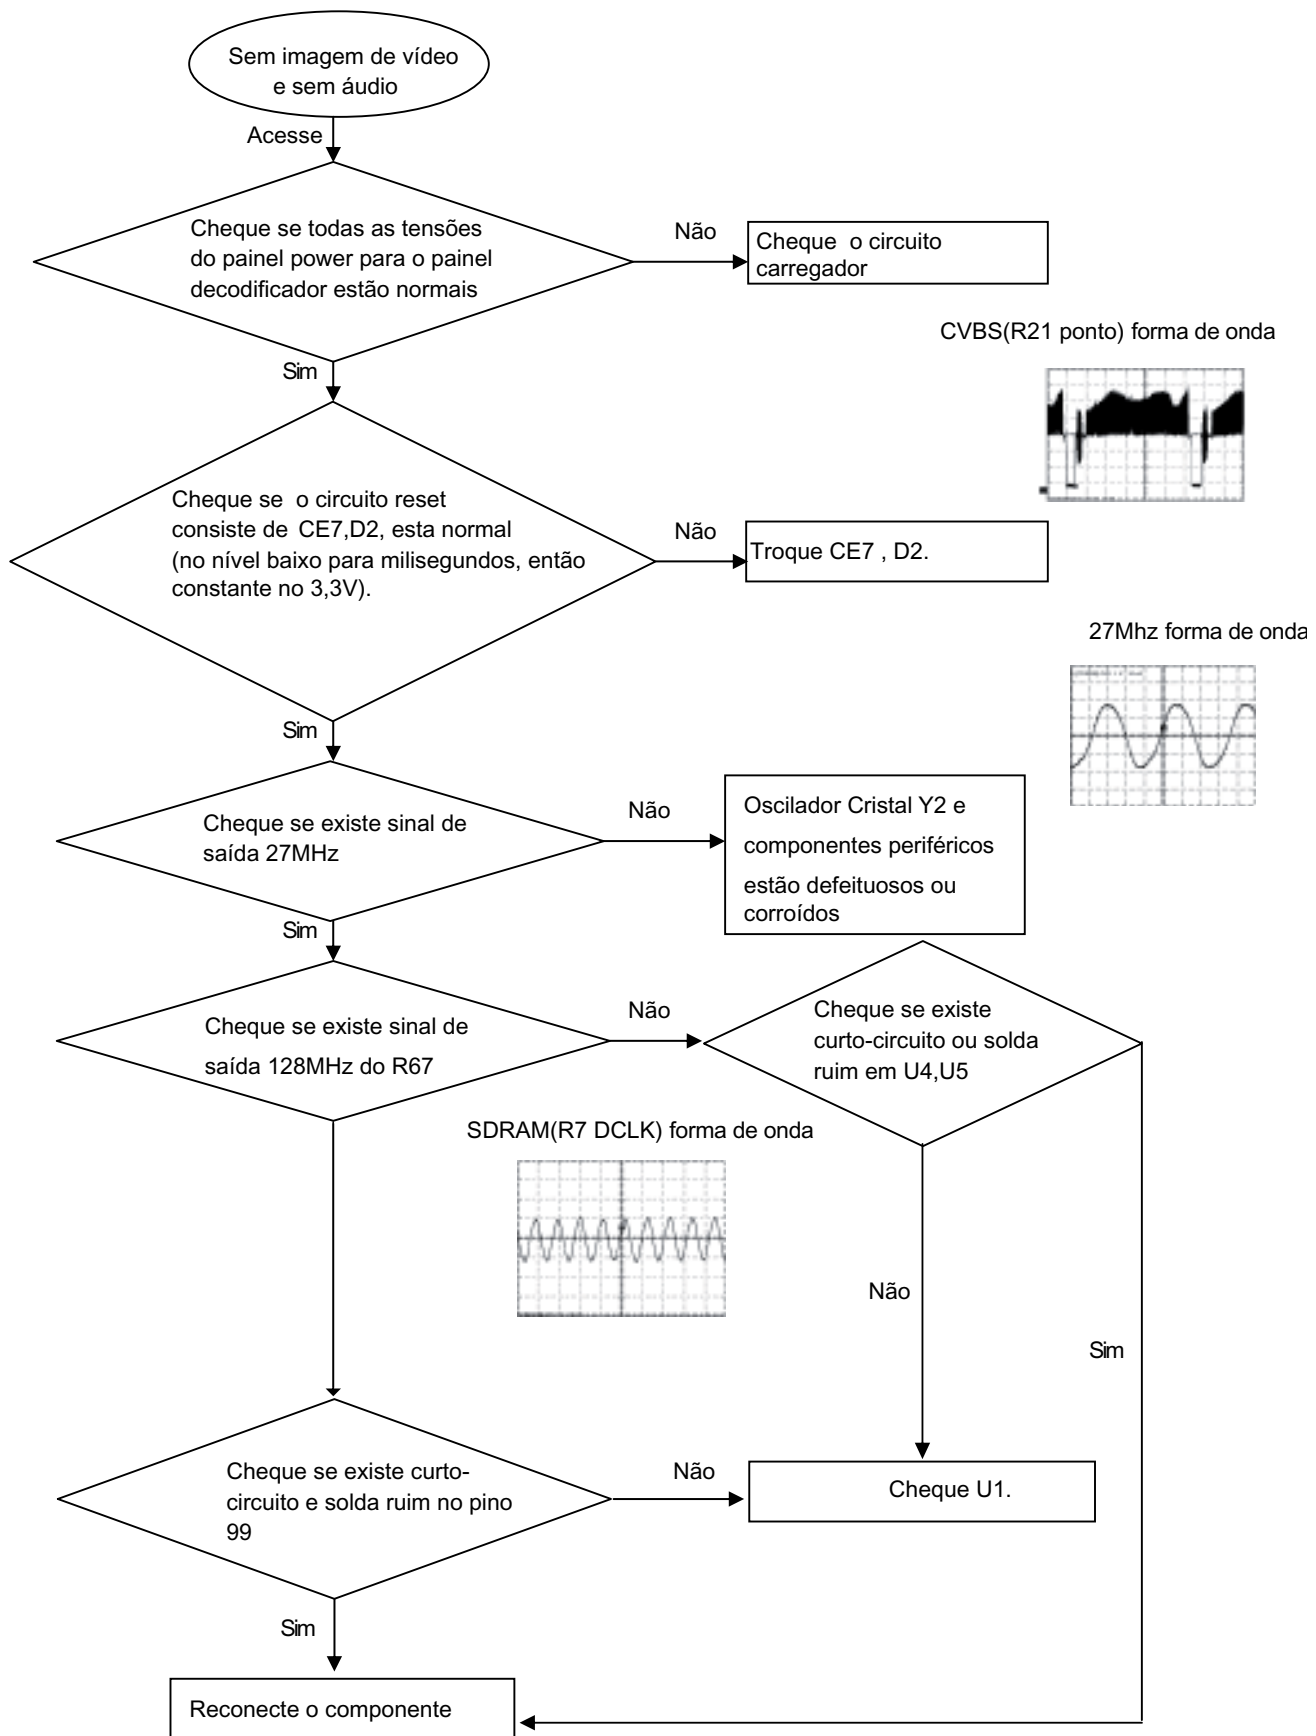 Sem imagem de vídeo
e sem áudio
Acesse
Cheque se todas as tensões
do painel power para o painel
decodificador estão normais
Não
Cheque o circuito
carregador
CVBS(R21 ponto) forma de onda
Sim
Cheque se o circuito reset
consiste de CE7,D2, esta normal
(no nível baixo para milisegundos, então
constante no 3,3V).
Não
Troque CE7 , D2.
27Mhz forma de onda
Sim
Cheque se existe sinal de
saída 27MHz
Não
Oscilador Cristal Y2 e
componentes periféricos
estão defeituosos ou
corroídos
Sim
Cheque se existe sinal de
saída 128MHz do R67
Não
Cheque se existe
curto-circuito ou solda
ruim em U4,U5
SDRAM(R7 DCLK) forma de onda
Não
Sim
Cheque se existe curto-
circuito e solda ruim no pino
99
Não
Cheque U1.
Sim
Reconecte o componente